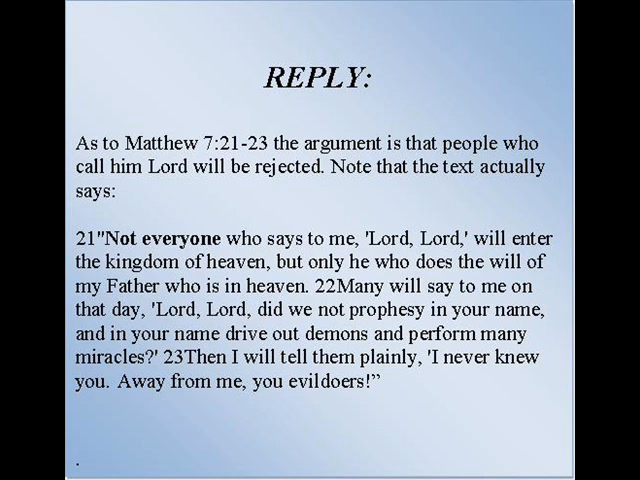 REPLY:
As to Matthew 7:21-23 the argument is that people who
call him Lord will be rejected. Note that the text actually
says:
21"Not everyone who says to me, 'Lord, Lord,' will enter
the kingdom of heaven, but only he who does the will of
my Father who is in heaven. 22Many will say to me on
that day, 'Lord, Lord, did we not prophesy in your name,
and in your name drive out demons and perform many
miracles?' 23Then I will tell them plainly, 'I never knew
you. Away from me, you evildoers!”
.